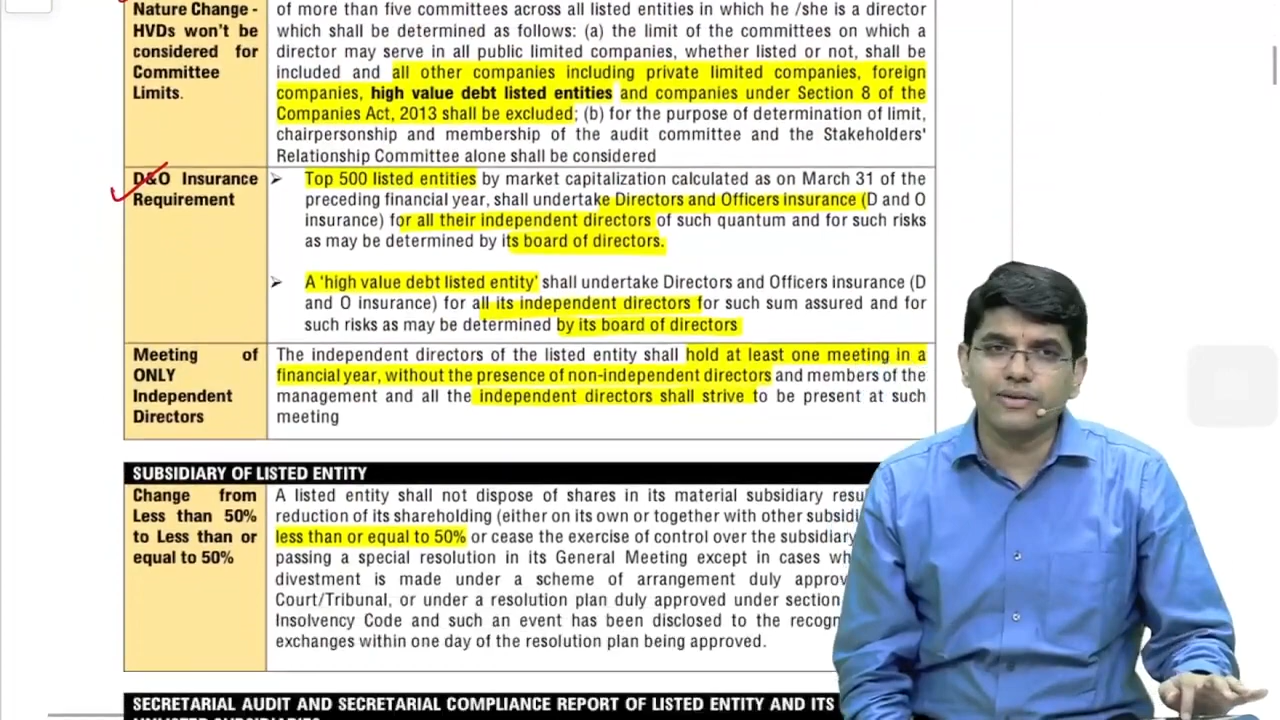 Nature Change -
HVDs won't be
considered for
Committee
Limits.
of more than five committees across all listed entities in which he /she is a director
which shall be determined as follows: (a) the limit of the committees on which a
director may serve in all public limited companies, whether listed or not, shall be
included and all other companies including private limited companies, foreign
companies, high value debt listed entities and companies under Section 8 of the
Companies Act, 2013 shall be excluded; (b) for the purpose of determination of limit,
chairpersonship and membership of the audit committee and the Stakeholders'
Relationship Committee alone shall be considered
D&O Insurance
Requirement
➢ Top 500 listed entities by market capitalization calculated as on March 31 of the
preceding financial year, shall undertake Directors and Officers insurance (D and O
insurance) for all their independent directors of such quantum and for such risks
as may be determined by its board of directors.
➢ A 'high value debt listed entity' shall undertake Directors and Officers insurance (D
and O insurance) for all its independent directors for such sum assured and for
such risks as may be determined by its board of directors
Meeting of
ONLY
Independent
Directors
The independent directors of the listed entity shall hold at least one meeting in a
financial year, without the presence of non-independent directors and members of the
management and all the independent directors shall strive to be present at such
meeting
SUBSIDIARY OF LISTED ENTITY
Change from
Less than 50%
to Less than or
equal to 50%
A listed entity shall not dispose of shares in its material subsidiary
reduction of its shareholding (either on its own or together with other
less than or equal to 50% or cease the exercise of control over the subsidiary
passing a special resolution in its General Meeting except in cases
divestment is made under a scheme of arrangement duly
Court/Tribunal, or under a resolution plan duly approved under section
Insolvency Code and such an event has been disclosed to the
exchanges within one day of the resolution plan being approved.
SECRETARIAL AUDIT AND SECRETARIAL COMPLIANCE REPORT OF LISTED ENTITY AND ITS
UNLISTED SUBSIDIARIES